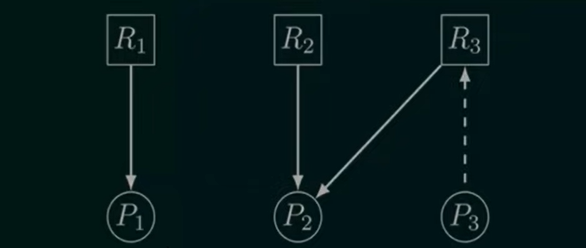 R₁ R₂ R₃
P₁ P₂ P₃